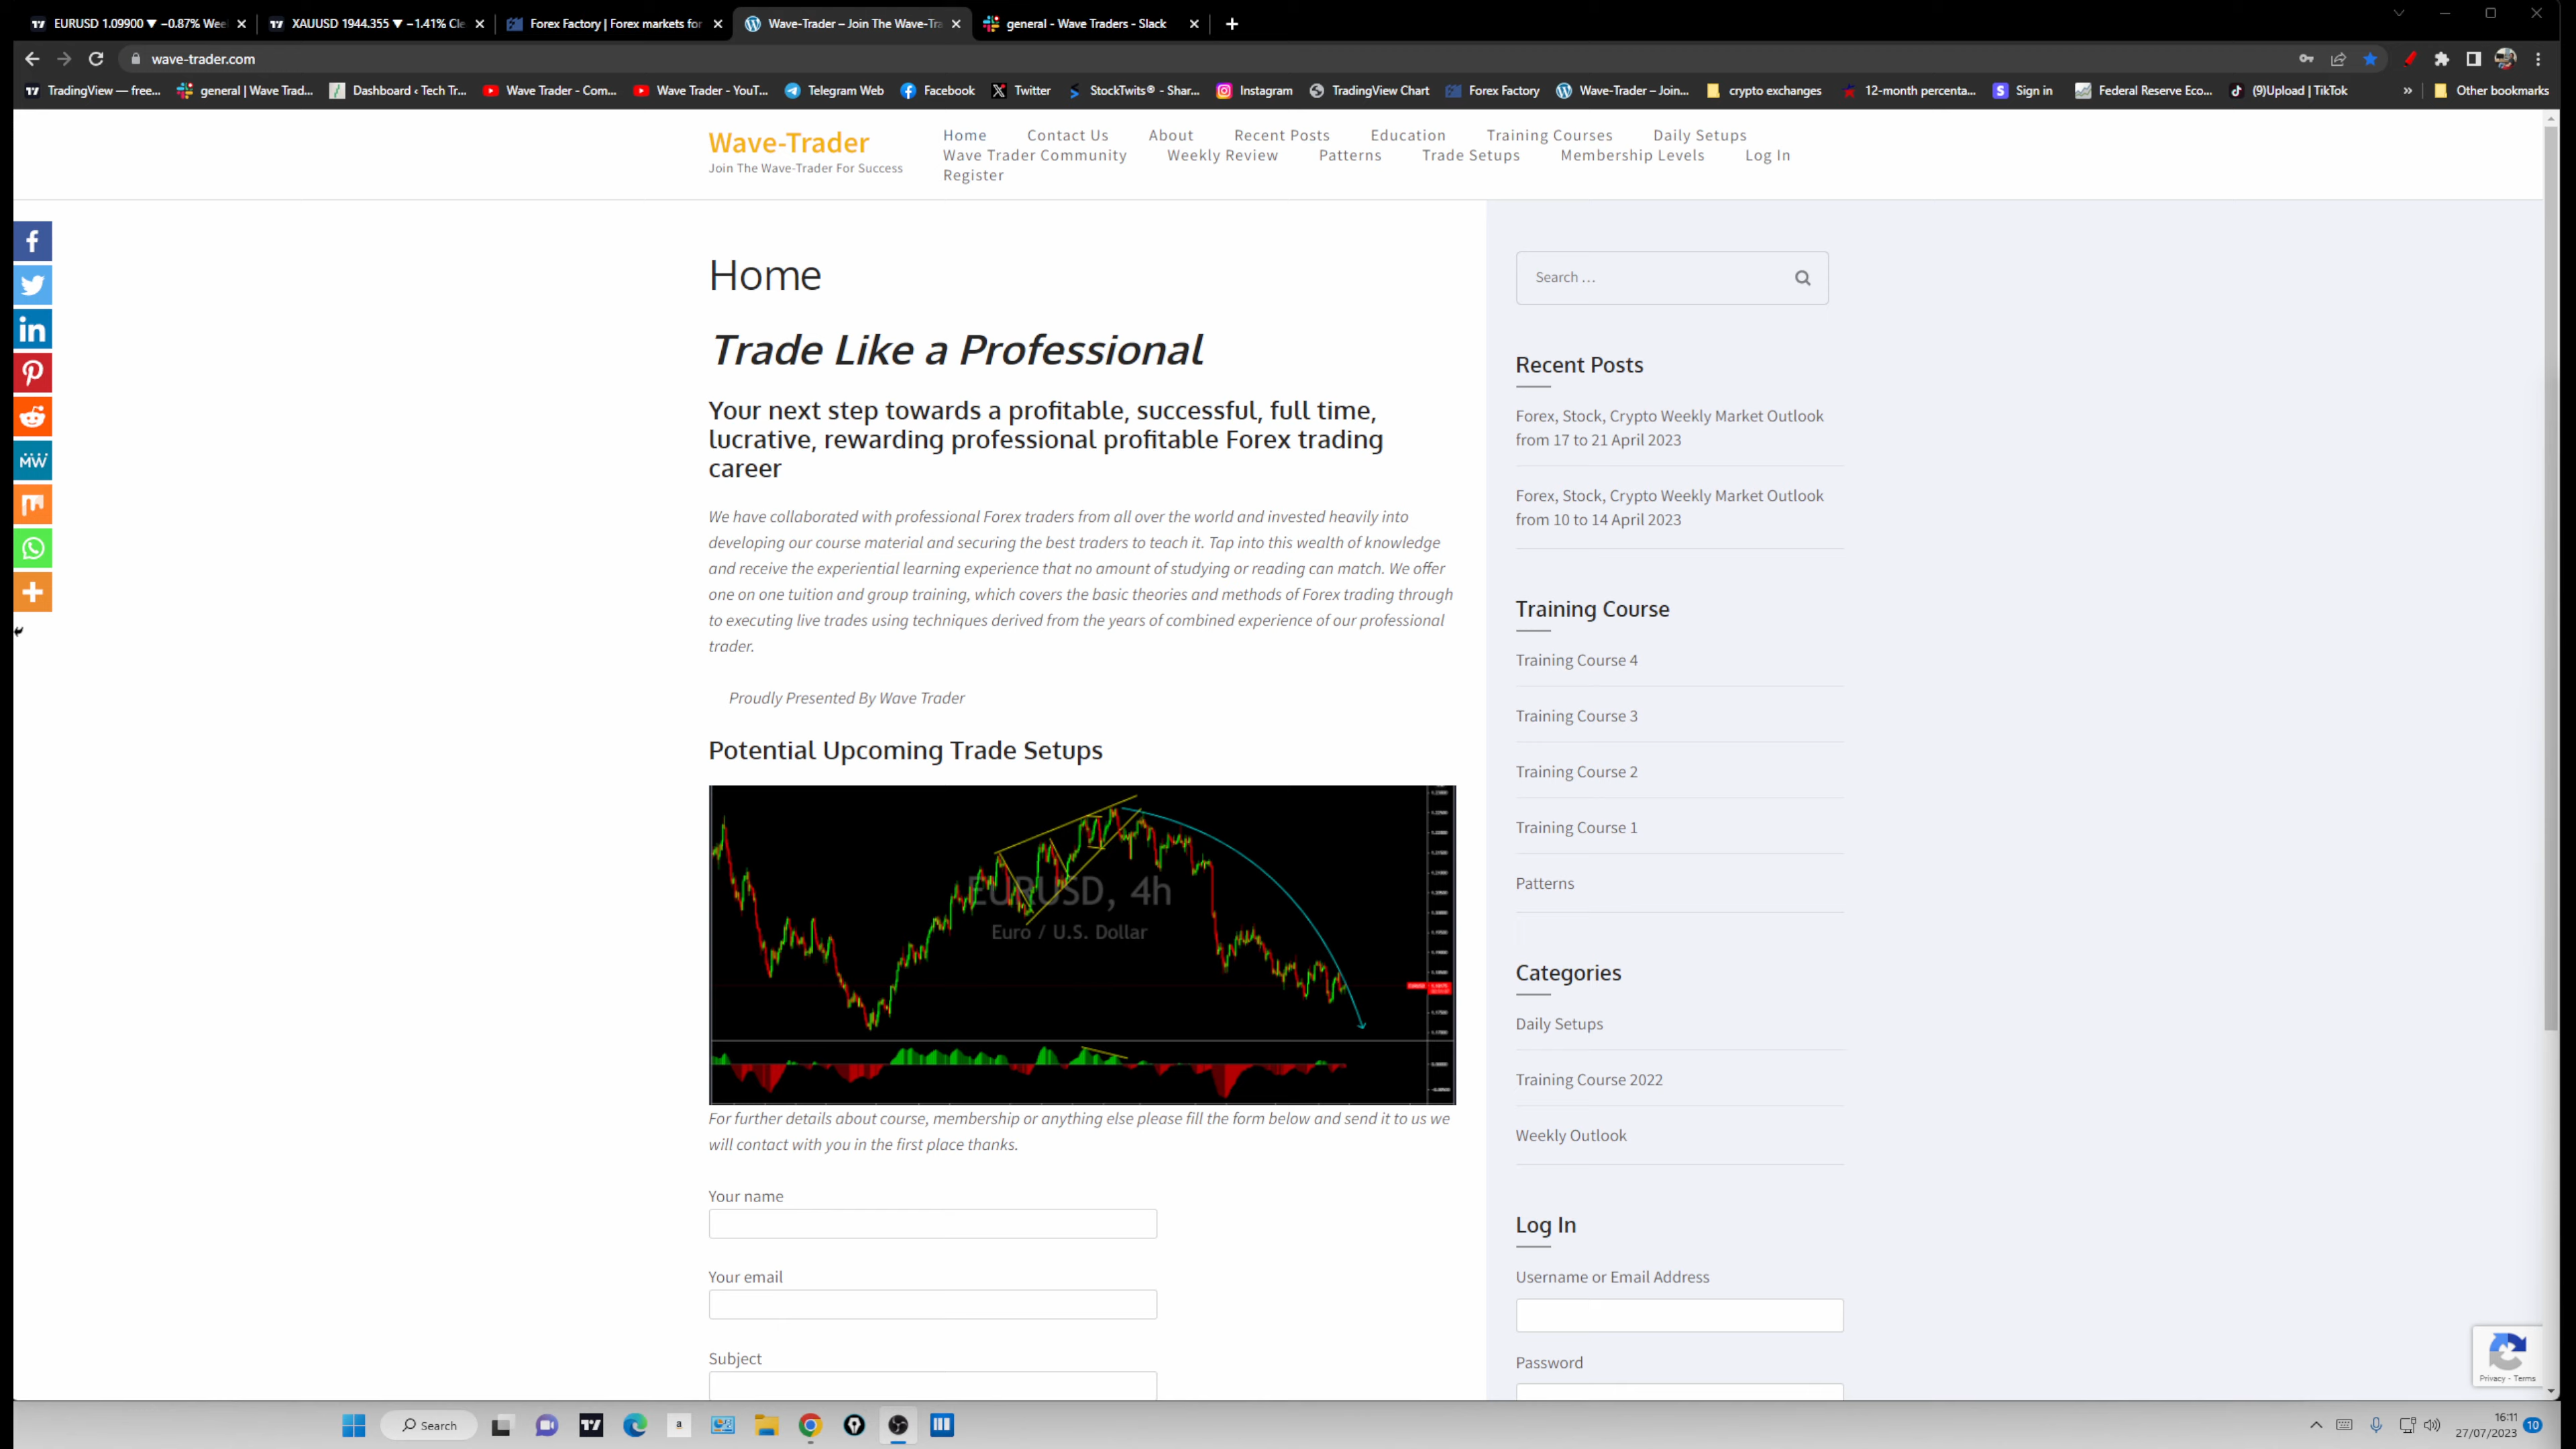 EURUSD 1.09900 ▼ −0.87% Wee
XAUUSD 1944.355 ▼ −1.41% Cle
Forex Factory | Forex markets for
Wave-Trader – Join The Wave-Tra
general - Wave Traders - Slack
wave-trader.com
TradingView — free...
general | Wave Trad...
Dashboard ‹ Tech Tr...
Wave Trader - Com...
Wave Trader - YouT...
Telegram Web
Facebook
Twitter
StockTwits® - Shar...
Instagram
TradingView Chart
Forex Factory
Wave-Trader – Join...
crypto exchanges
12-month percenta...
Sign in
Federal Reserve Eco...
(9)Upload | TikTok
»
Other bookmarks
Wave-Trader
Join The Wave-Trader For Success
Home Contact Us About Recent Posts Education Training Courses Daily Setups
Wave Trader Community Weekly Review Patterns Trade Setups Membership Levels Log In
Register
Home
Trade Like a Professional
Your next step towards a profitable, successful, full time,
lucrative, rewarding professional profitable Forex trading
career
We have collaborated with professional Forex traders from all over the world and invested heavily into
developing our course material and securing the best traders to teach it. Tap into this wealth of knowledge
and receive the experiential learning experience that no amount of studying or reading can match. We offer
one on one tuition and group training, which covers the basic theories and methods of Forex trading through
to executing live trades using techniques derived from the years of combined experience of our professional
trader.
Proudly Presented By Wave Trader
Potential Upcoming Trade Setups
EURUSD, 4h
Euro / U.S. Dollar
For further details about course, membership or anything else please fill the form below and send it to us we
will contact with you in the first place thanks.
Your name
Your email
Subject
Search ...
Recent Posts
Forex, Stock, Crypto Weekly Market Outlook
from 17 to 21 April 2023
Forex, Stock, Crypto Weekly Market Outlook
from 10 to 14 April 2023
Training Course
Training Course 4
Training Course 3
Training Course 2
Training Course 1
Patterns
Categories
Daily Setups
Training Course 2022
Weekly Outlook
Log In
Username or Email Address
Password
Privacy - Terms
Search
16:11
27/07/2023
10